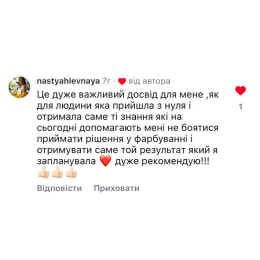 nastyahlevnaya 7г · ❤ від автора
Це дуже важливий досвід для мене ,як
для людини яка прийшла з нуля і
отримала саме ті знання які на
сьогодні допомагають мені не боятися
приймати рішення у фарбуванні і
отримувати саме той результат який я
запланувала ❤️ дуже рекомендую!!!
👍🏻👍🏻👍🏻
1
Відповісти Приховати